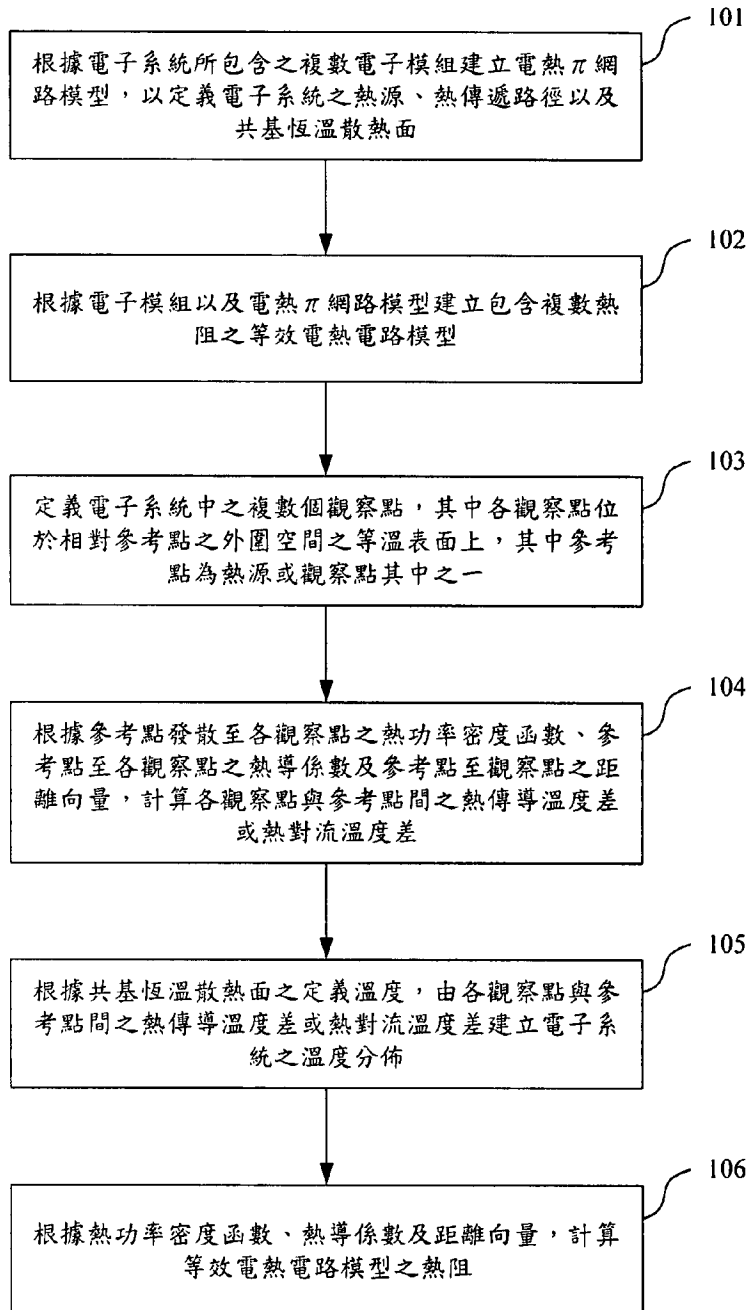 101
根據電子系統所包含之複數電子模組建立電熱π網
路模型，以定義電子系統之熱源、熱傳遞路徑以及
共基恆溫散熱面
102
根據電子模組以及電熱π網路模型建立包含複數熱
阻之等效電熱電路模型
103
定義電子系統中之複數個觀察點，其中各觀察點位
於相對參考點之外圍空間之等溫表面上，其中參考
點為熱源或觀察點其中之一
104
根據參考點發散至各觀察點之熱功率密度函數、參
考點至各觀察點之熱導係數及參考點至觀察點之距
離向量，計算各觀察點與參考點間之熱傳導溫度差
或熱對流溫度差
105
根據共基恆溫散熱面之定義溫度，由各觀察點與參
考點間之熱傳導溫度差或熱對流溫度差建立電子系
統之溫度分佈
106
根據熱功率密度函數、熱導係數及距離向量，計算
等效電熱電路模型之熱阻